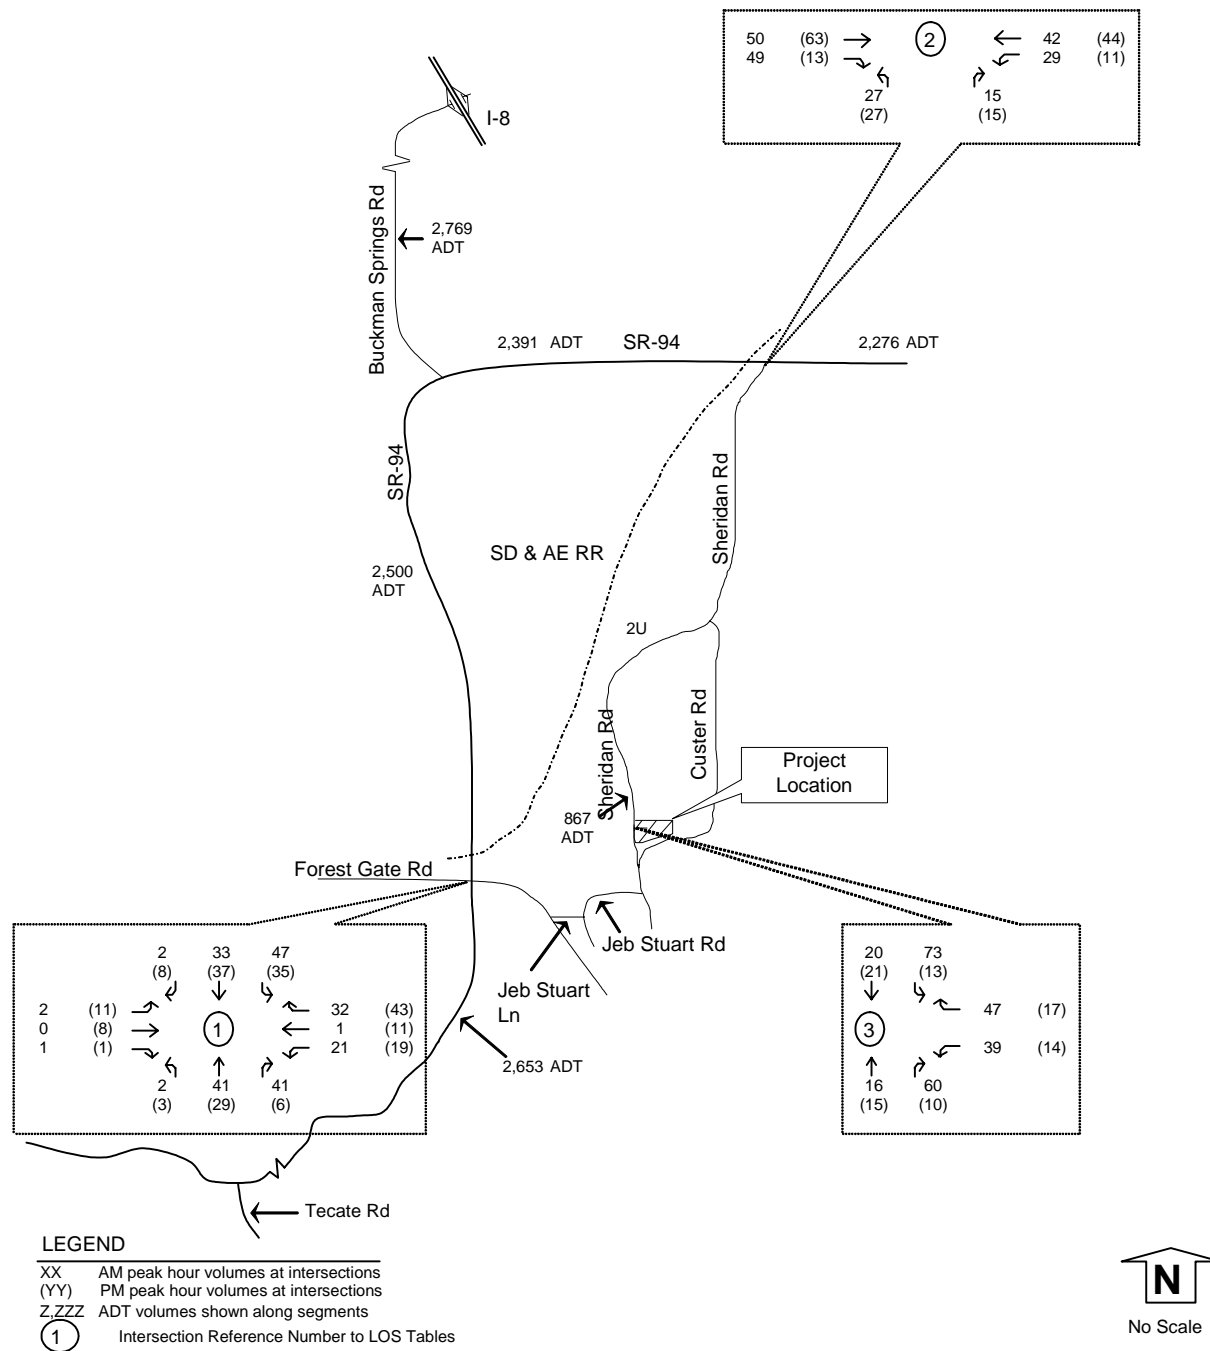 50 (63) 2 42 (44)
49 (13) 29 (11)
27 15
(27) (15)
I-8
Buckman Springs Rd
2,769
ADT
2,391 ADT SR-94 2,276 ADT
SR-94
Sheridan Rd
SD & AE RR
2,500
ADT
2U
Sheridan Rd
Custer Rd
Project
Location
867
ADT
Forest Gate Rd
Jeb Stuart Rd
Jeb Stuart
Ln
2,653 ADT
2 33 47
(8) (37) (35)
2 (11) 32 (43)
0 (8) 1 1 (11)
1 (1) 21 (19)
2 41 41
(3) (29) (6)
20 73
(21) (13)
47 (17)
3
39 (14)
16 60
(15) (10)
Tecate Rd
LEGEND
XX AM peak hour volumes at intersections
(YY) PM peak hour volumes at intersections
Z,ZZZ ADT volumes shown along segments
1 Intersection Reference Number to LOS Tables
N
No Scale